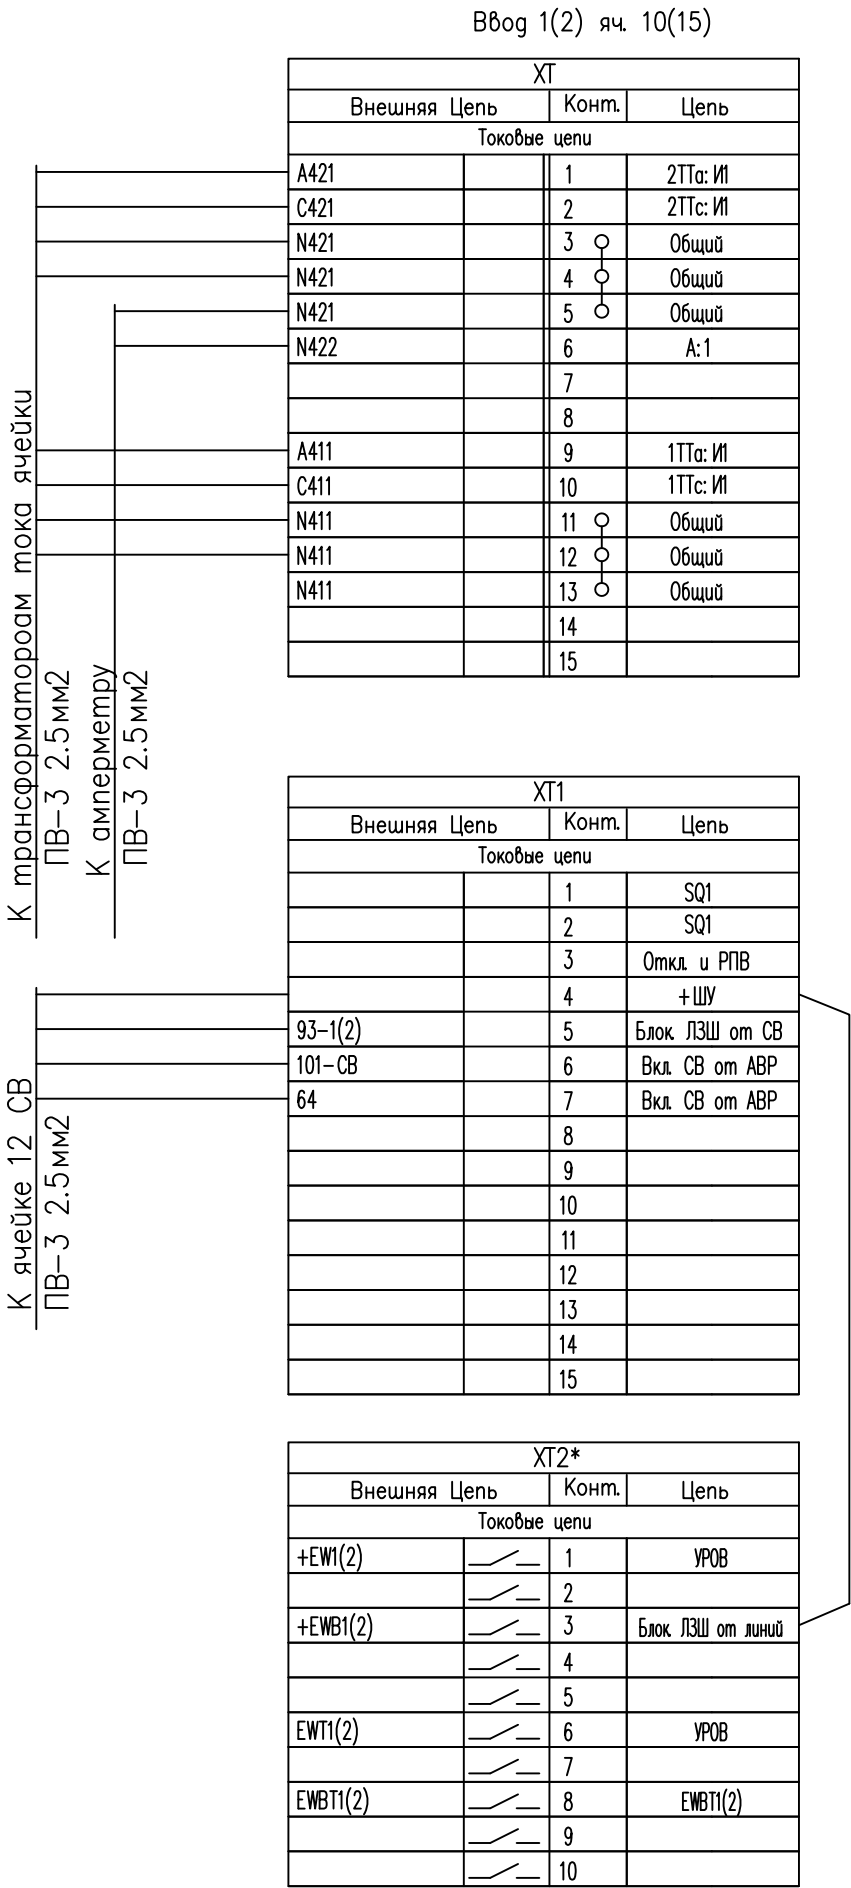 Ввод 1(2) яч. 10(15)
XT
Внешняя Цепь Конт. Цепь
Токовые цепи
A421 1 2ТТа: И1
C421 2 2ТТс: И1
N421 3 Общий
N421 4 Общий
N421 5 Общий
N422 6 А: 1
7
8
A411 9 1ТТа: И1
C411 10 1ТТс: И1
N411 11 Общий
N411 12 Общий
N411 13 Общий
14
15
К трансформатороам тока ячейки
ПВ-3 2.5мм2
К амперметру
ПВ-3 2.5мм2
XT1
Внешняя Цепь Конт. Цепь
Токовые цепи
1 SQ1
2 SQ1
3 Откл. и РПВ
4 +ШУ
93-1(2) 5 Блок. ЛЗШ от СВ
101-СВ 6 Вкл. СВ от АВР
64 7 Вкл. СВ от АВР
8
9
10
11
12
13
14
15
К ячейке 12 СВ
ПВ-3 2.5мм2
XT2*
Внешняя Цепь Конт. Цепь
Токовые цепи
+EW1(2) 1 УРОВ
2
+EWB1(2) 3 Блок. ЛЗШ от линий
4
5
EWT1(2) 6 УРОВ
7
EWBT1(2) 8 EWBT1(2)
9
10